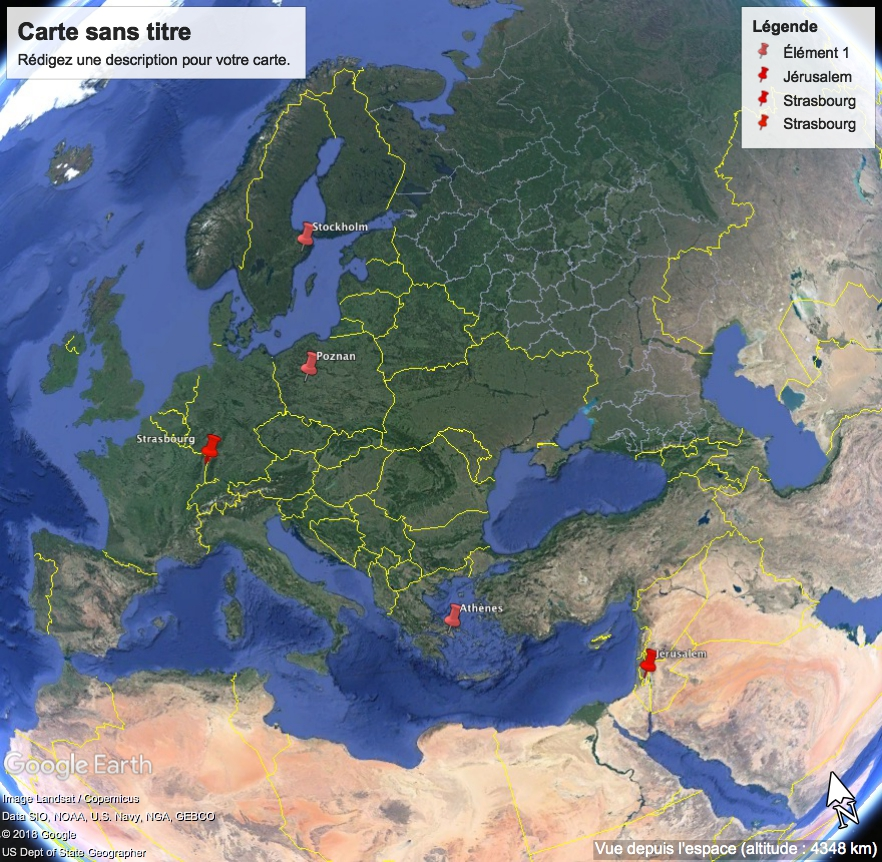 Carte sans titre
Rédigez une description pour votre carte.
Légende
Élément 1
Jérusalem
Strasbourg
Strasbourg
Stockholm
Poznan
Strasbourg
Athènes
Jérusalem
Google Earth
Image Landsat / Copernicus
Data SIO, NOAA, U.S. Navy, NGA, GEBCO
© 2018 Google
US Dept of State Geographer
N
Vue depuis l'espace (altitude : 4348 km)